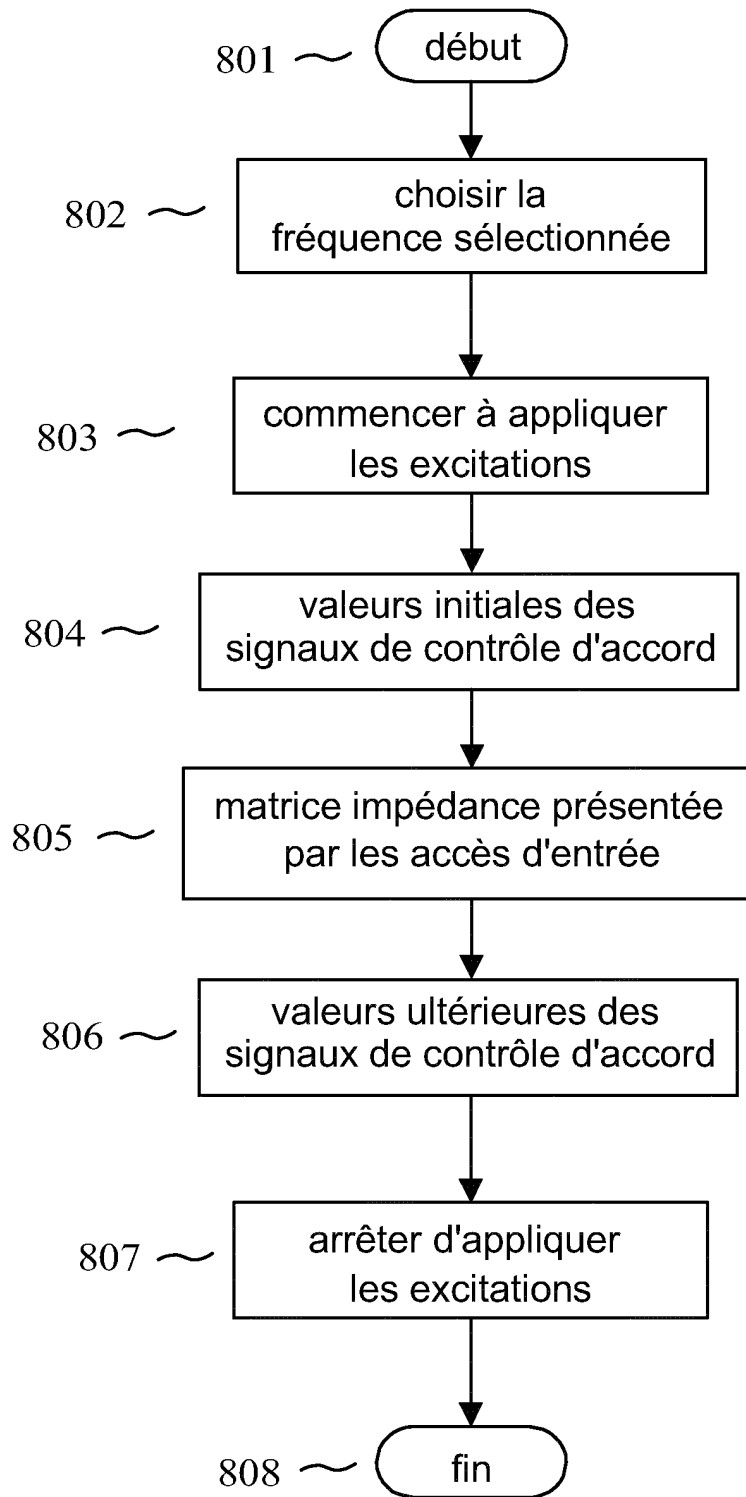 801 début
802 choisir la
fréquence sélectionnée
803 commencer à appliquer
les excitations
804 valeurs initiales des
signaux de contrôle d'accord
805 matrice impédance présentée
par les accès d'entrée
806 valeurs ultérieures des
signaux de contrôle d'accord
807 arrêter d'appliquer
les excitations
808 fin